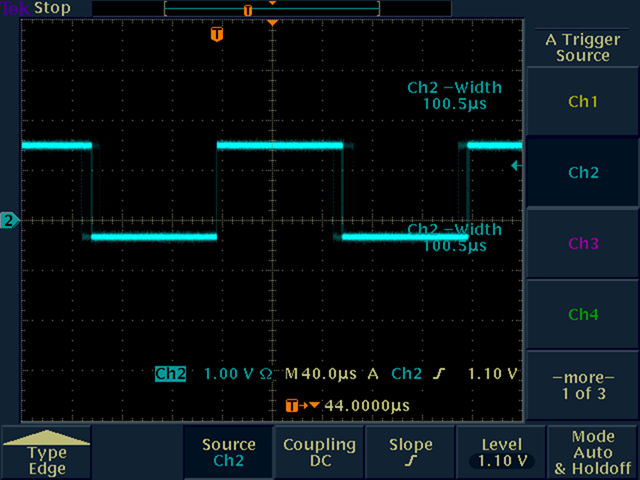 Tek Stop
T
T
A Trigger
Source
Ch2 −Width
100.5µs
Ch1
Ch2
2
Ch2 −Width
100.5µs
Ch3
Ch4
Ch2 1.00 V Ω M 40.0µs A Ch2 ʃ 1.10 V
T→▼ 44.0000µs
−more−
1 of 3
Type
Edge
Source
Ch2
Coupling
DC
Slope
ʃ
Level
1.10 V
Mode
Auto
& Holdoff